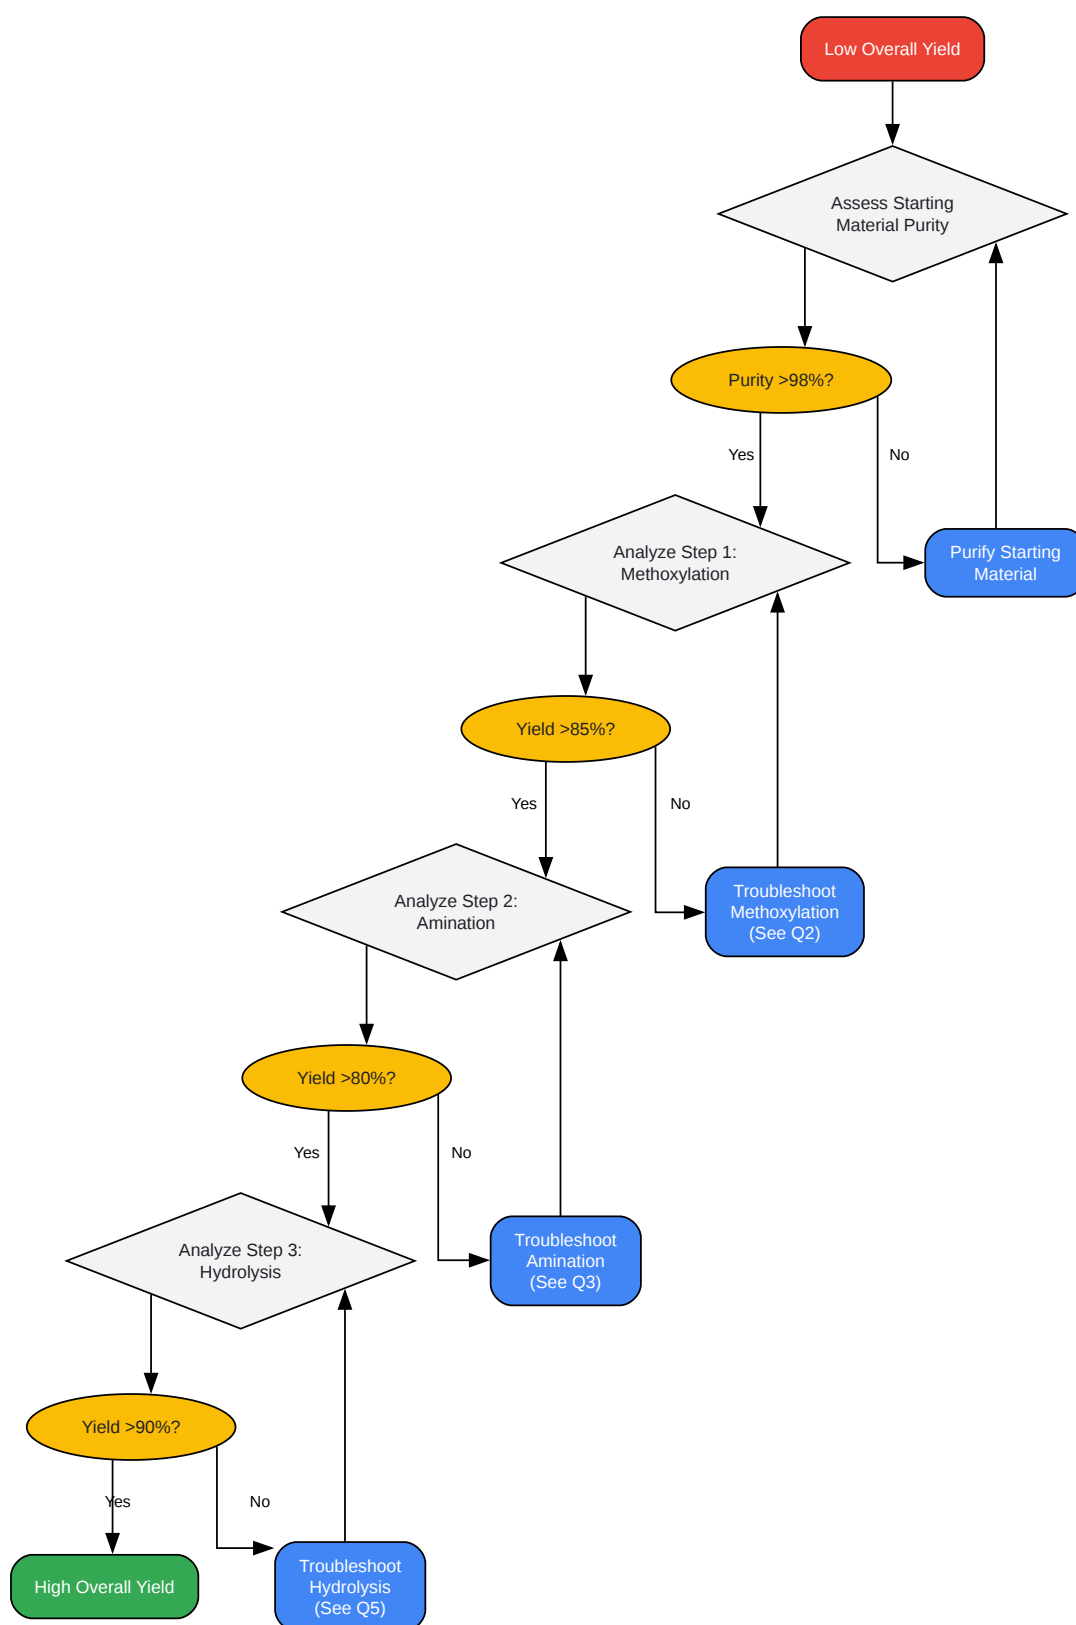 Low Overall Yield
Assess Starting
Material Purity
Purity >98%?
Yes
No
Analyze Step 1:
Methoxylation
Purify Starting
Material
Yield >85%?
Yes
No
Analyze Step 2:
Amination
Troubleshoot
Methoxylation
(See Q2)
Yield >80%?
Yes
No
Analyze Step 3:
Hydrolysis
Troubleshoot
Amination
(See Q3)
Yield >90%?
Yes
No
High Overall Yield
Troubleshoot
Hydrolysis
(See Q5)